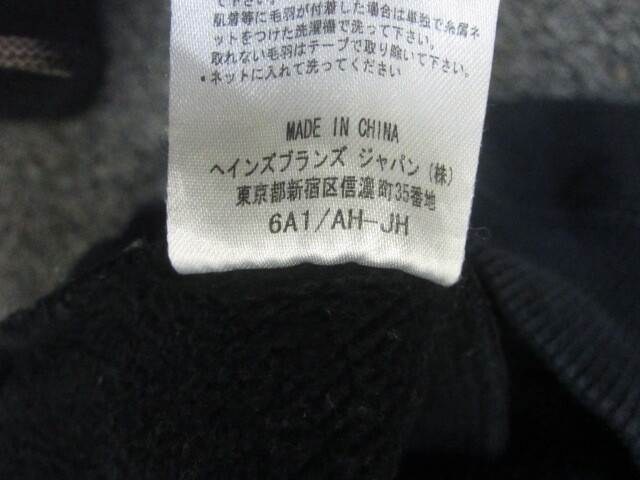 て下さい。
肌着等に毛羽が付着した場合は単独で糸屑ネ
ットをつけた洗濯機で洗って下さい。
取れない毛羽はテープで取り除いて下さい。
・ネットに入れて洗ってください
MADE IN CHINA
ヘインズブランズ ジャパン(株)
東京都新宿区信濃町35番地
6A1/AH-JH